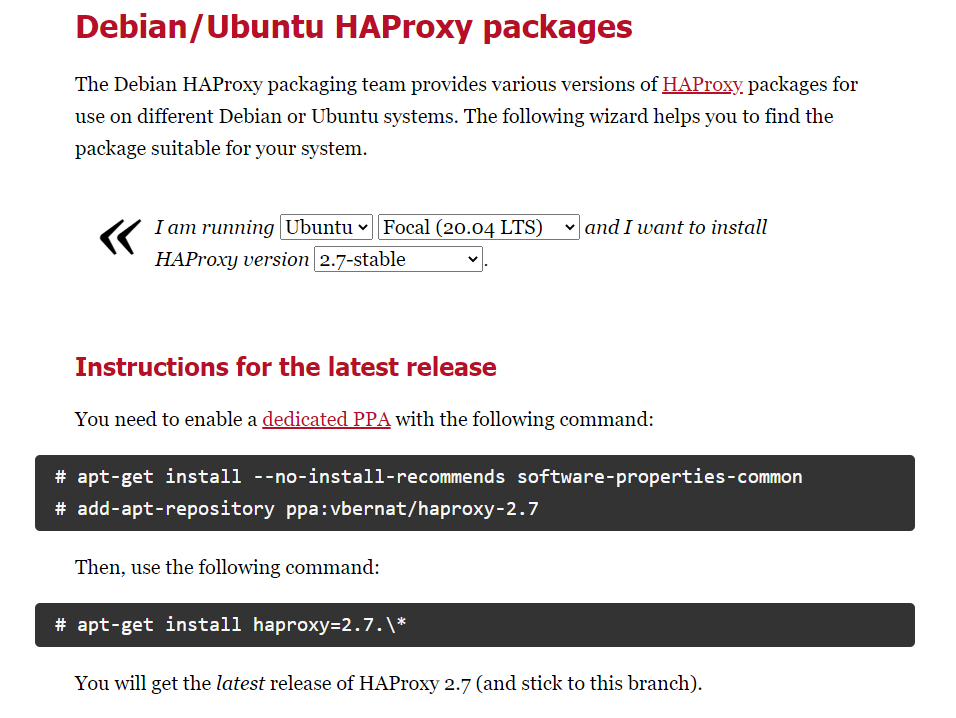 Debian/Ubuntu HAProxy packages
The Debian HAProxy packaging team provides various versions of HAProxy packages for
use on different Debian or Ubuntu systems. The following wizard helps you to find the
package suitable for your system.
« I am running Ubuntu Focal (20.04 LTS) and I want to install
HAProxy version 2.7-stable.
Instructions for the latest release
You need to enable a dedicated PPA with the following command:
# apt-get install --no-install-recommends software-properties-common
# add-apt-repository ppa:vbernat/haproxy-2.7
Then, use the following command:
# apt-get install haproxy=2.7.\*
You will get the latest release of HAProxy 2.7 (and stick to this branch).